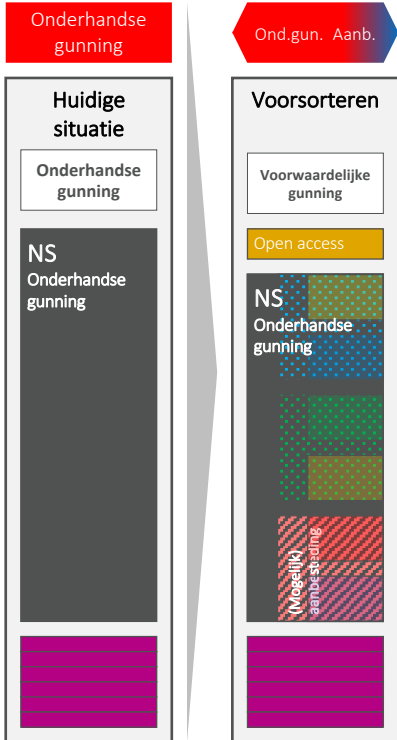 Onderhandse
gunning
Ond.gun. Aanb.
Huidige
situatie
Onderhandse
gunning
NS
Onderhandse
gunning
Voorsorteren
Voorwaardelijke
gunning
Open access
NS
Onderhandse
gunning
(Mogelijk)
aanbesteding